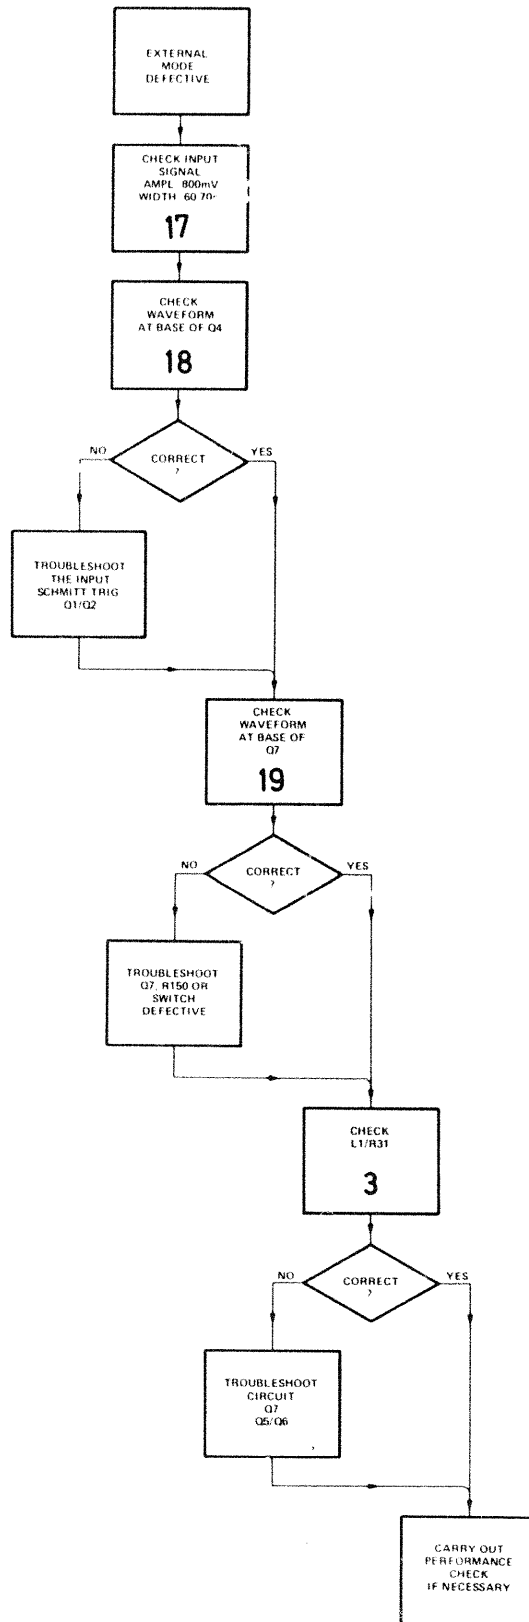 EXTERNAL
MODE
DEFECTIVE
CHECK INPUT
SIGNAL
AMPL 800mV
WIDTH 60 70
17
CHECK
WAVEFORM
AT BASE OF Q4
18
NO
CORRECT
?
YES
TROUBLESHOOT
THE INPUT
SCHMITT TRIG
Q1/Q2
CHECK
WAVEFORM
AT BASE OF
Q7
19
NO
CORRECT
?
YES
TROUBLESHOOT
Q7, R150 OR
SWITCH
DEFECTIVE
CHECK
L1/R31
3
NO
CORRECT
?
YES
TROUBLESHOOT
CIRCUIT
Q7
Q5/Q6
CARRY OUT
PERFORMANCE
CHECK
IF NECESSARY